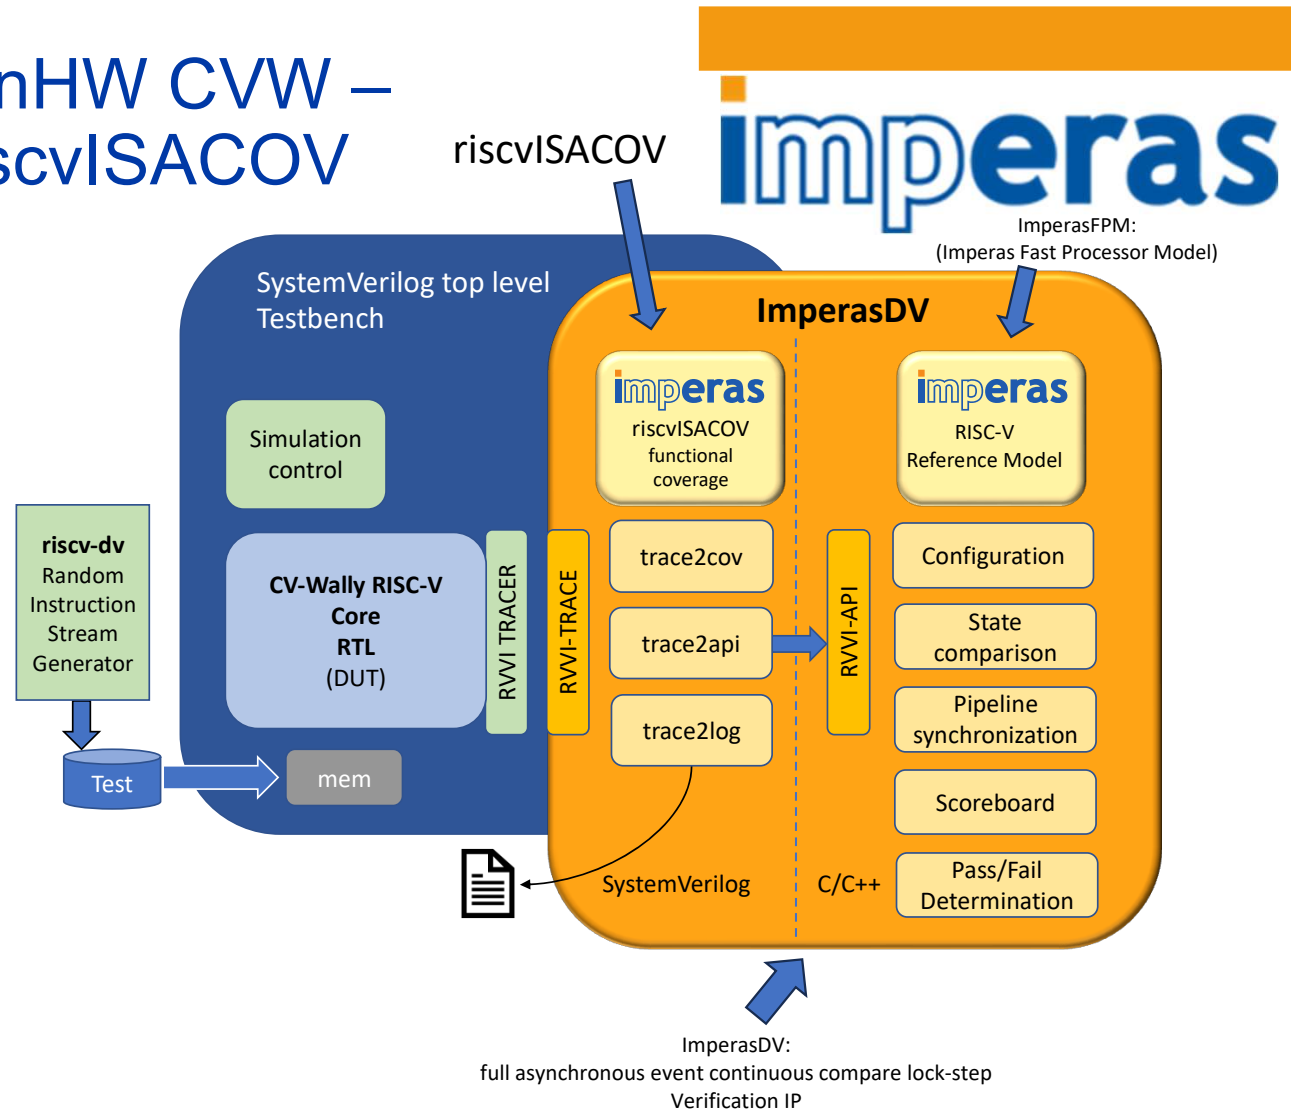 nHW CVW –
scvISACOV
imperas
riscvISACOV
ImperasFPM:
(Imperas Fast Processor Model)
SystemVerilog top level
Testbench
ImperasDV
imperas
riscvISACOV
functional
coverage
imperas
RISC-V
Reference Model
Simulation
control
riscv-dv
Random
Instruction
Stream
Generator
CV-Wally RISC-V
Core
RTL
(DUT)
RVVI TRACER
RVVI-TRACE
trace2cov
trace2api
trace2log
RVVI-API
Configuration
State
comparison
Pipeline
synchronization
Scoreboard
Pass/Fail
Determination
Test
mem
SystemVerilog
C/C++
ImperasDV:
full asynchronous event continuous compare lock-step
Verification IP